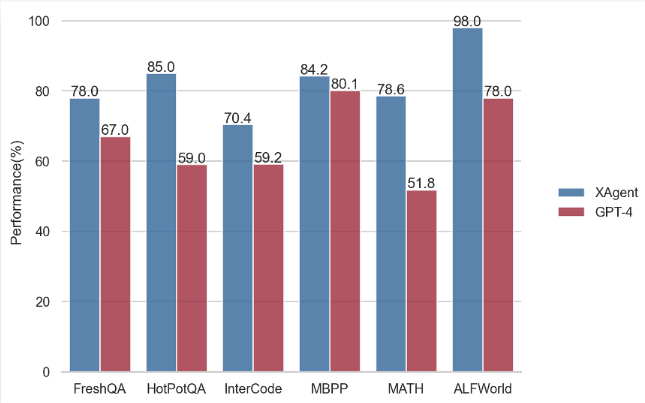 100
80
60
40
20
0
Performance(%)
78.0
67.0
85.0
59.0
70.4
59.2
84.2
80.1
78.6
51.8
98.0
78.0
FreshQA
HotPotQA
InterCode
MBPP
MATH
ALFWorld
XAgent
GPT-4